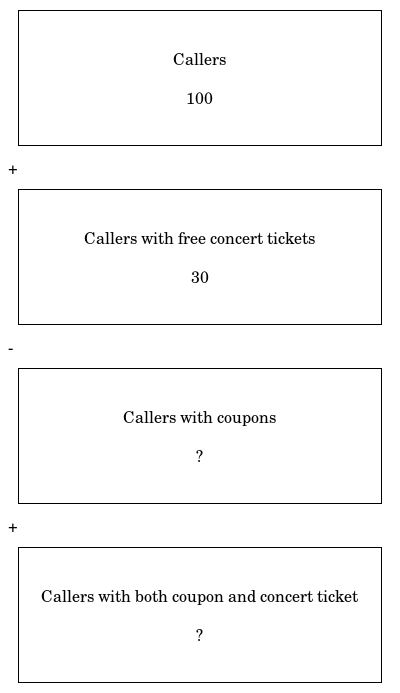 Callers
100
+
Callers with free concert tickets
30
-
Callers with coupons
?
+
Callers with both coupon and concert ticket
?